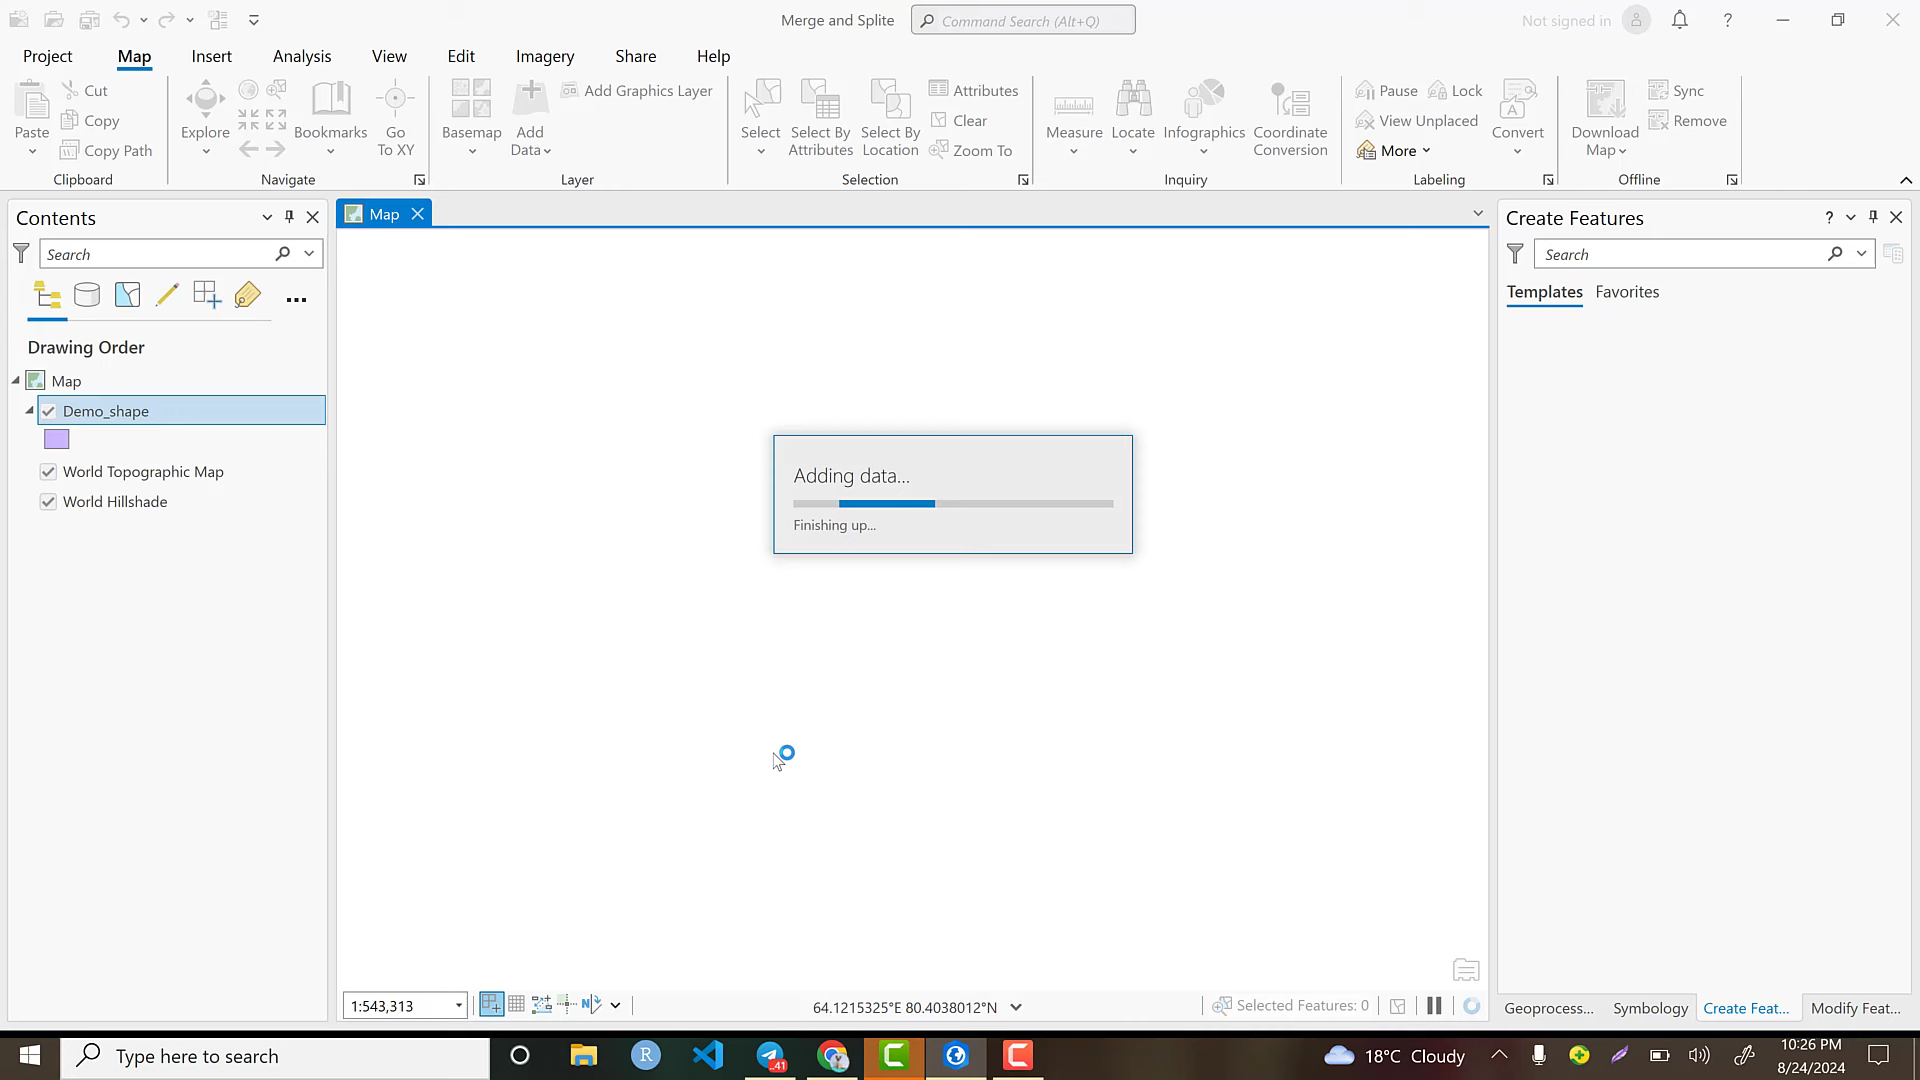 Merge and Splite
Command Search (Alt+Q)
Not signed in
?
Project
Map
Insert
Analysis
View
Edit
Imagery
Share
Help
Paste
Cut
Copy
Copy Path
Clipboard
Explore
Bookmarks
Go
To XY
Navigate
Basemap
Add
Data
Add Graphics Layer
Layer
Select
Select By
Attributes
Select By
Location
Attributes
Clear
Zoom To
Selection
Measure
Locate
Infographics
Coordinate
Conversion
Inquiry
Pause
Lock
View Unplaced
More
Convert
Labeling
Download
Map
Sync
Remove
Offline
Contents
Search
Drawing Order
Map
Demo_shape
World Topographic Map
World Hillshade
Map
Adding data...
Finishing up...
1:543,313
64.1215325°E 80.4038012°N
Selected Features: 0
Create Features
?
Search
Templates
Favorites
Geoprocess...
Symbology
Create Feat...
Modify Feat...
Type here to search
R
41
18°C Cloudy
10:26 PM
8/24/2024